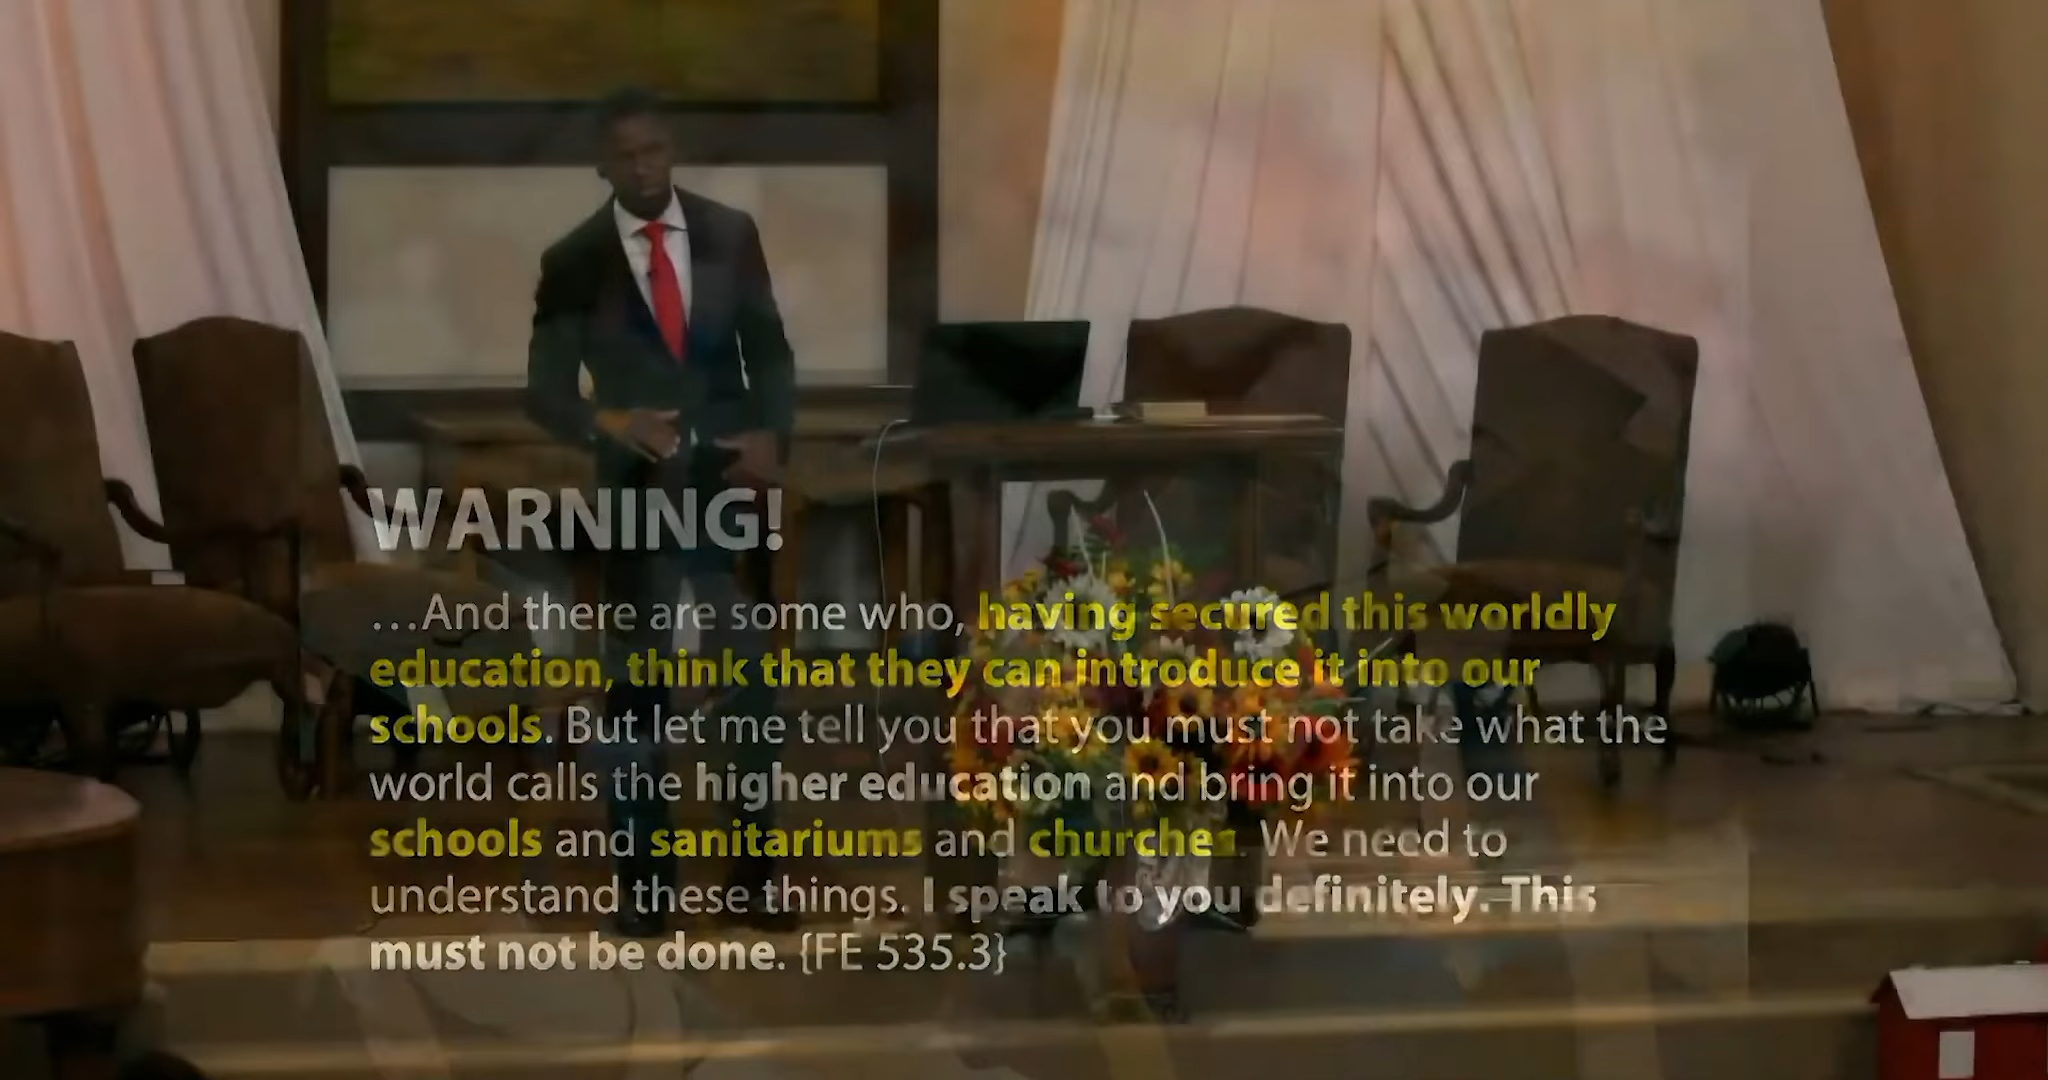 WARNING!
…And there are some who, having secured this worldly
education, think that they can introduce it into our
schools. But let me tell you that you must not take what the
world calls the higher education and bring it into our
schools and sanitariums and churches. We need to
understand these things. I speak to you definitely. This
must not be done. {FE 535.3}